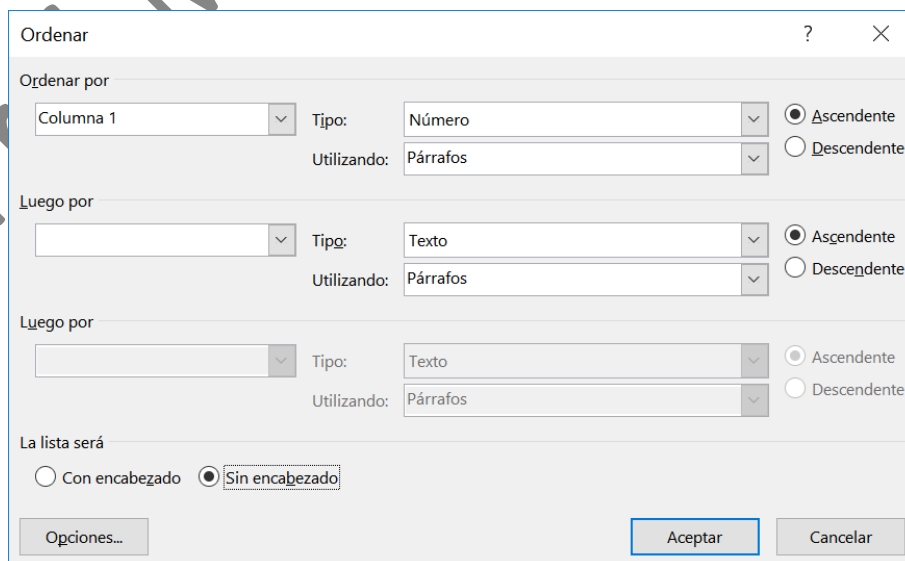 Ordenar ?
Ordenar por
Columna 1 Tipo: Número Ascendente
Utilizando: Párrafos Descendente
Luego por
Tipo: Texto Ascendente
Utilizando: Párrafos Descendente
Luego por
Tipo: Texto Ascendente
Utilizando: Párrafos Descendente
La lista será
Con encabezado Sin encabezado
Opciones... Aceptar Cancelar